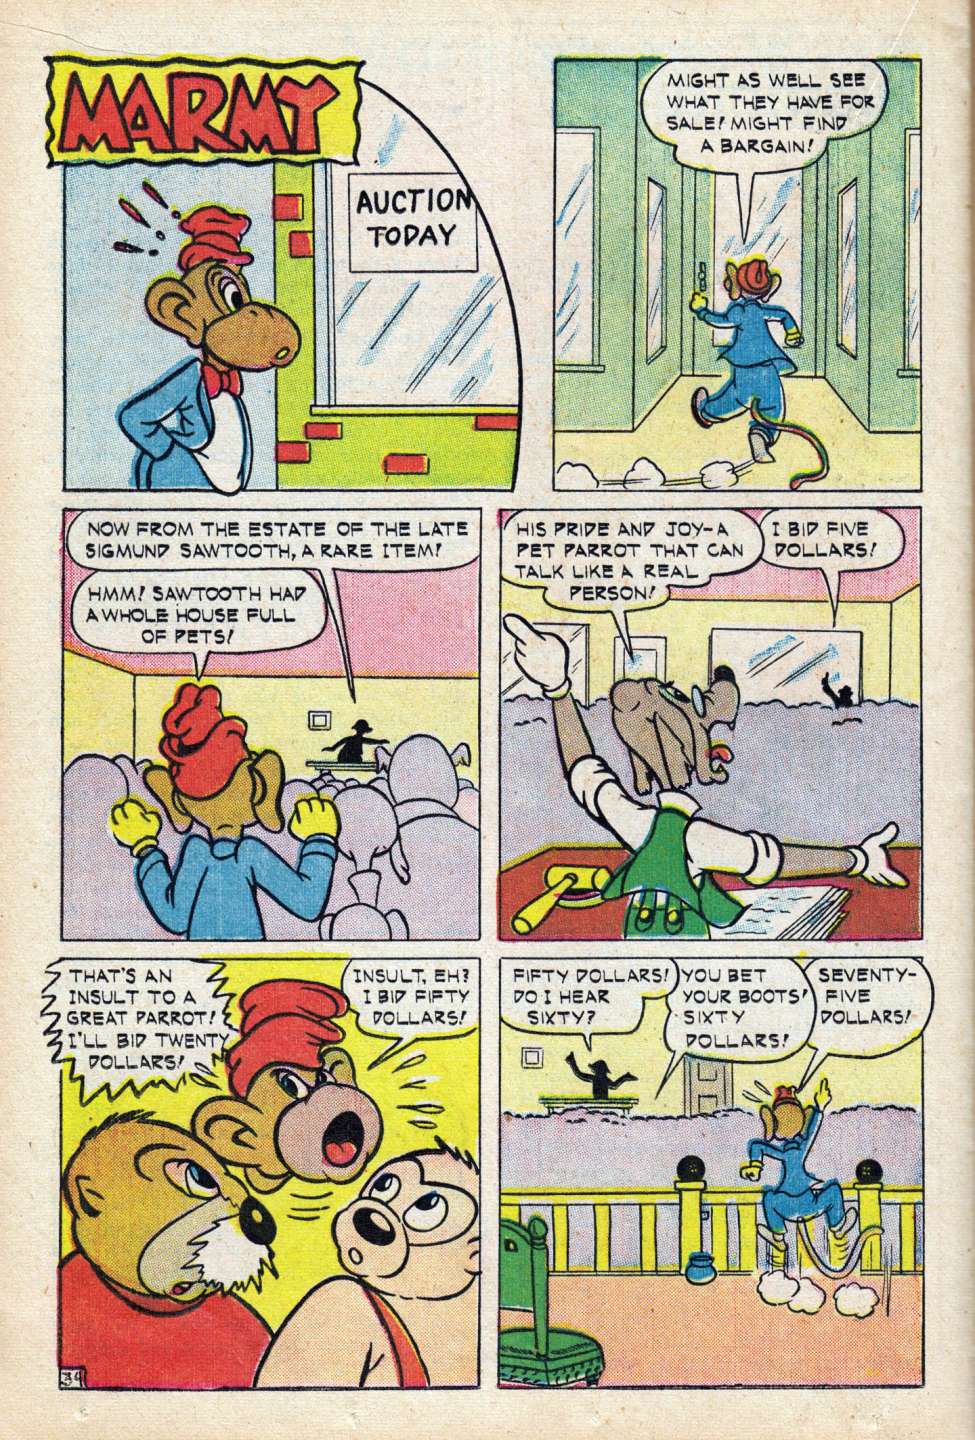 MARMY
AUCTION
TODAY
MIGHT AS WELL SEE
WHAT THEY HAVE FOR
SALE! MIGHT FIND
A BARGAIN!
NOW FROM THE ESTATE OF THE LATE
SIGMUND SAWTOOTH, A RARE ITEM!
HMM! SAWTOOTH HAD
A WHOLE HOUSE FULL
OF PETS!
HIS PRIDE AND JOY-A
PET PARROT THAT CAN
TALK LIKE A REAL
PERSON!
I BID FIVE
DOLLARS!
THAT'S AN
INSULT TO A
GREAT PARROT!
I'LL BID TWENTY
DOLLARS!
INSULT, EH?
I BID FIFTY
DOLLARS!
FIFTY DOLLARS!
DO I HEAR
SIXTY?
YOU BET
YOUR BOOTS!
SIXTY
DOLLARS!
SEVENTY-
FIVE
DOLLARS!
34